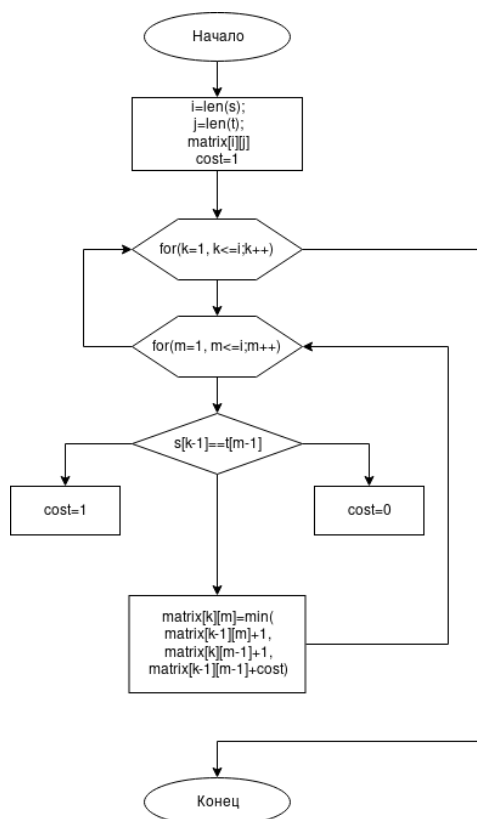 Начало
i=len(s);
j=len(t);
matrix[i][j]
cost=1
for(k=1, k<=i;k++)
for(m=1, m<=i;m++)
s[k-1]==t[m-1]
cost=1
cost=0
matrix[k][m]=min(
matrix[k-1][m]+1,
matrix[k][m-1]+1,
matrix[k-1][m-1]+cost)
Конец